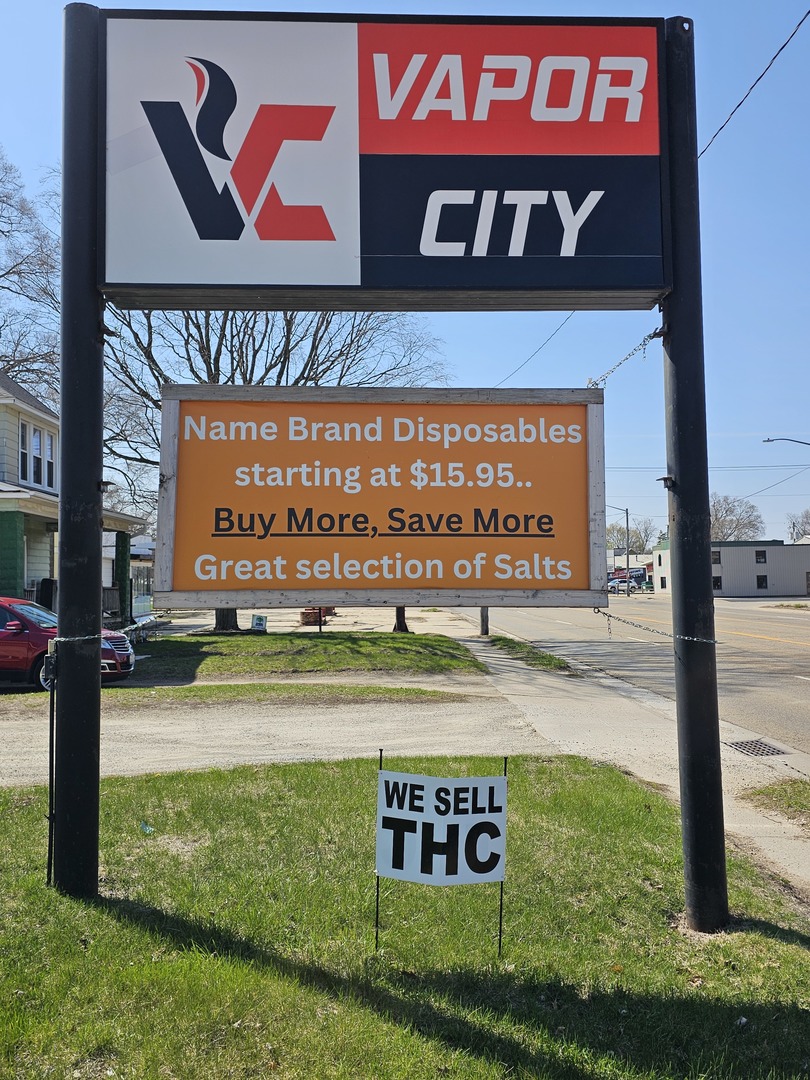 VC
VAPOR
CITY
Name Brand Disposables
starting at $15.95..
Buy More, Save More
Great selection of Salts
WE SELL
THC